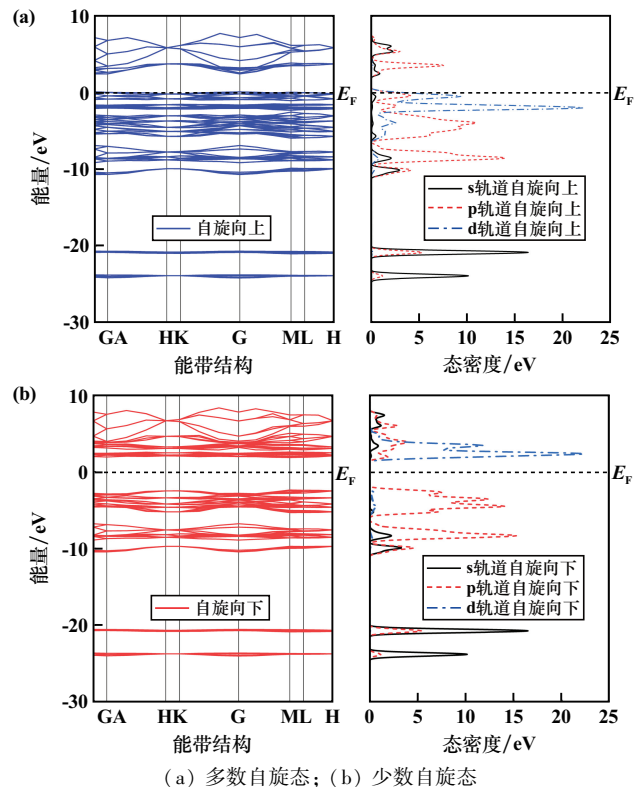 (a)
10
0
-10
-20
-30
能量/eV
自旋向上
GA HK G ML H
能带结构
E_F
s轨道自旋向上
p轨道自旋向上
d轨道自旋向上
0 5 10 15 20 25
态密度/eV
(b)
10
0
-10
-20
-30
能量/eV
自旋向下
GA HK G ML H
能带结构
E_F
s轨道自旋向下
p轨道自旋向下
d轨道自旋向下
0 5 10 15 20 25
态密度/eV
(a) 多数自旋态; (b) 少数自旋态